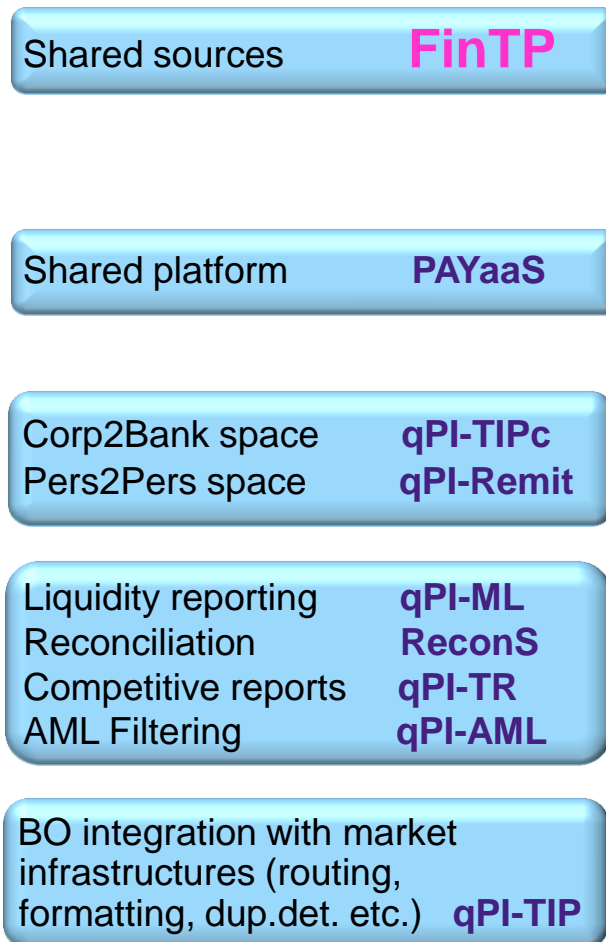 Shared sources FinTP
Shared platform PAYaaS
Corp2Bank space qPI-TIPc
Pers2Pers space qPI-Remit
Liquidity reporting qPI-ML
Reconciliation ReconS
Competitive reports qPI-TR
AML Filtering qPI-AML
BO integration with market
infrastructures (routing,
formatting, dup.det. etc.) qPI-TIP